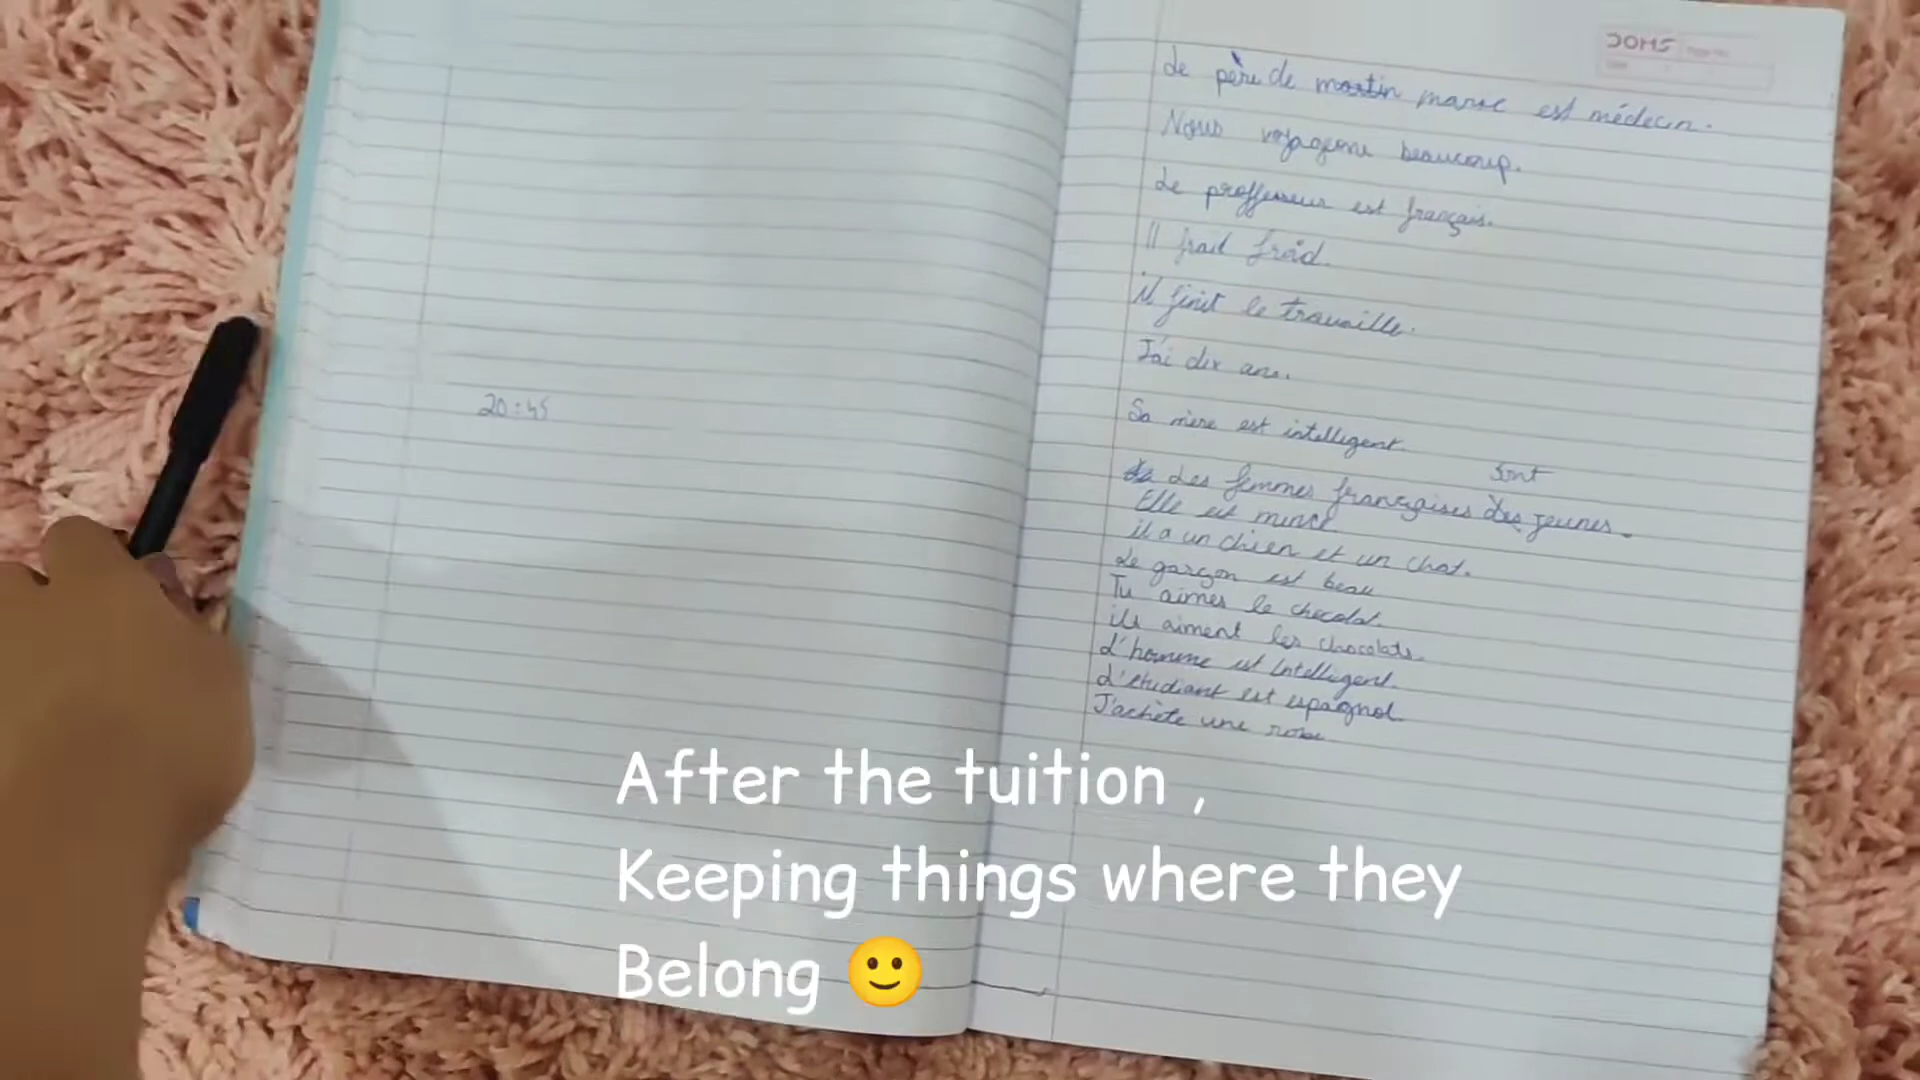 DOMS
Le père de martin marc est médecin.
Nous voyageons beaucoup.
Le proffesseur est français.
Il frait froid.
il finit le travaille.
J'ai dix ans.
20:45
Sa mère est intelligent.
sont
Les femmes françaises des jeunes.
Elle est mince
il a un chien et un chat.
Le garçon est beau
Tu aimes le chocolat.
ils aiment les chocolats.
L'homme est Intelligent.
L'etudiant est espagnol.
J'achète une rose
After the tuition ,
Keeping things where they
Belong 🙂